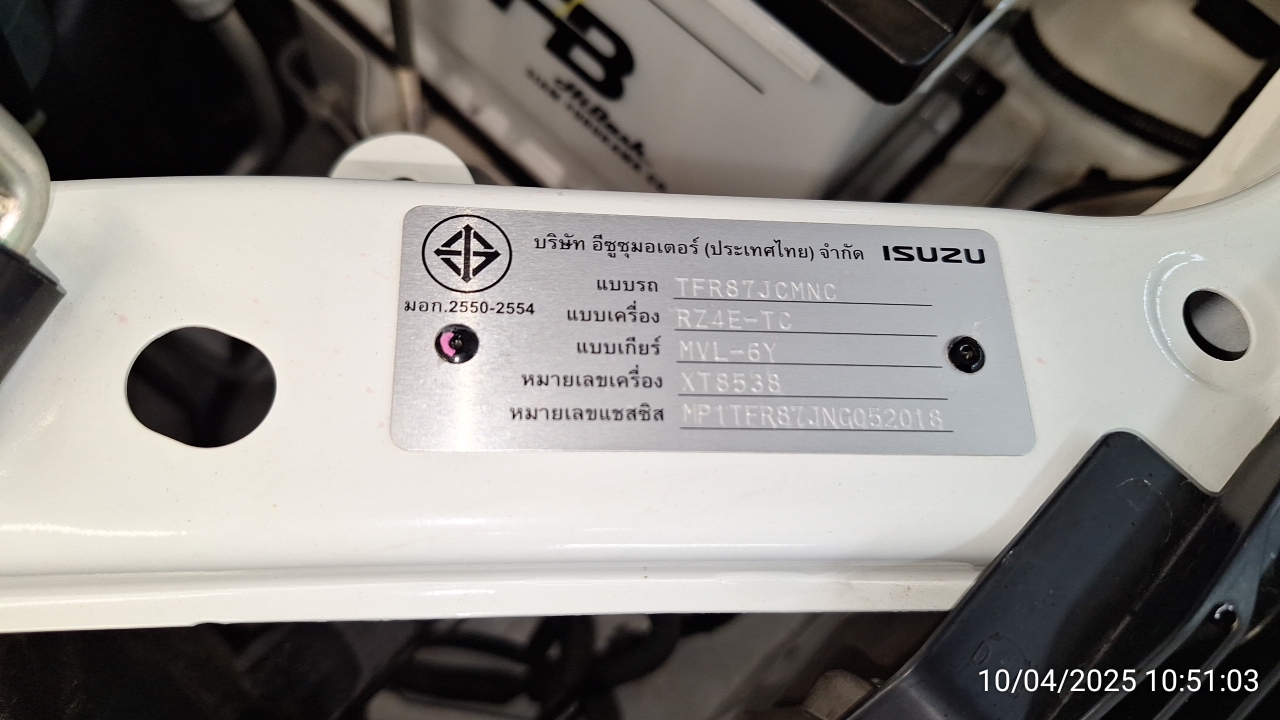 B
บริษัท อีซูซุมอเตอร์ (ประเทศไทย) จำกัด ISUZU
มอก.2550-2554
แบบรถ TFR87JCMNC
แบบเครื่อง RZ4E-TC
แบบเกียร์ MVL-6Y
หมายเลขเครื่อง XT8538
หมายเลขแชสซิส MP1TFR87JNG052018
10/04/2025 10:51:03